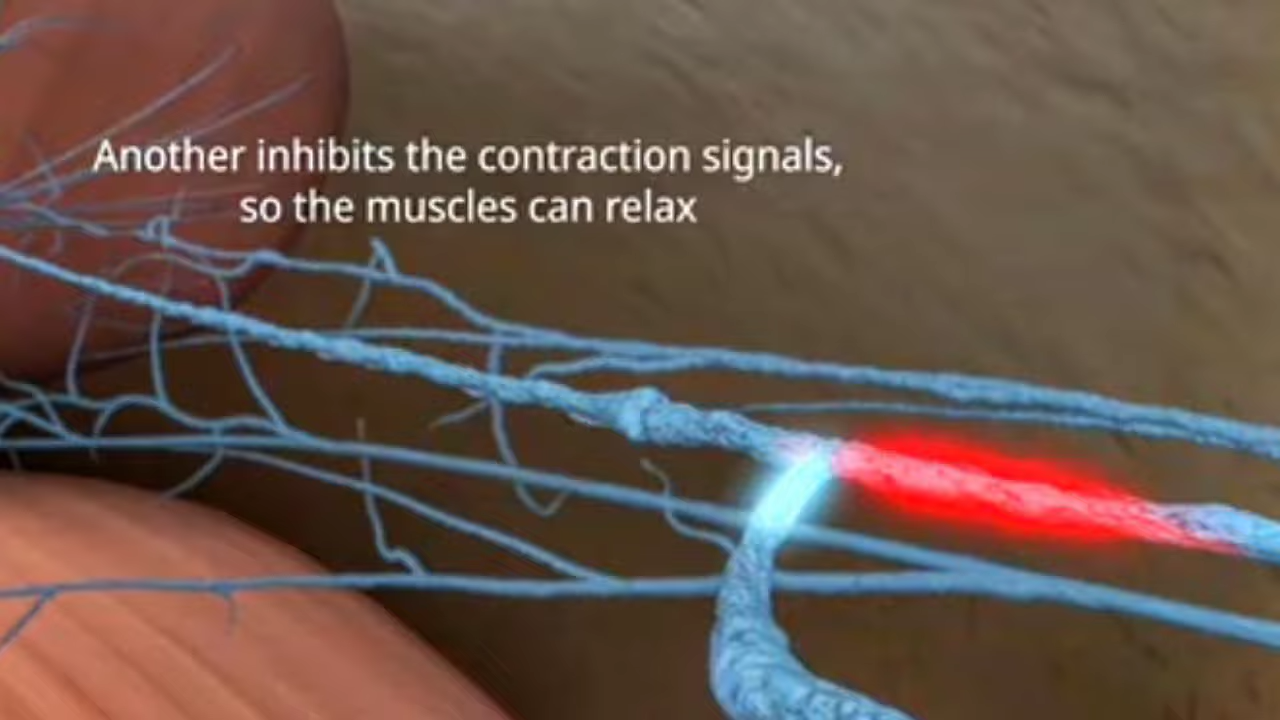 Another inhibits the contraction signals,
so the muscles can relax